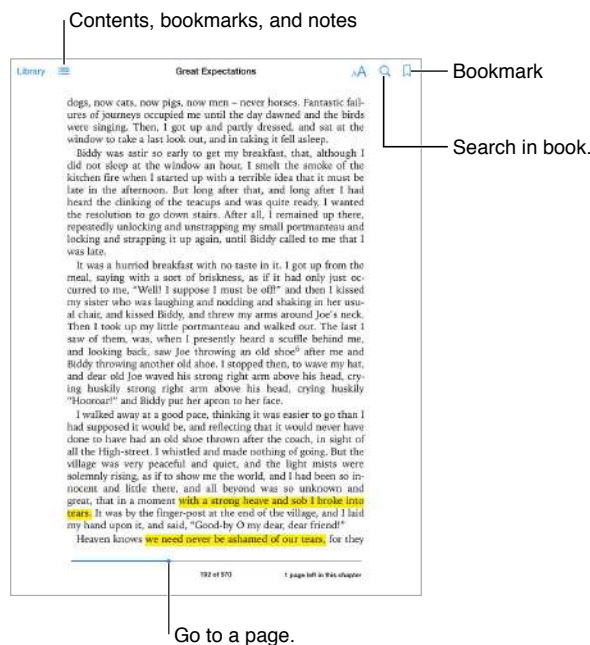 Contents, bookmarks, and notes
Library
Great Expectations
AA
Bookmark
Search in book.
dogs, now cats, now pigs, now men – never horses. Fantastic fail-
ures of journeys occupied me until the day dawned and the birds
were singing. Then, I got up and partly dressed, and sat at the
window to take a last look out, and in taking it fell asleep.
Biddy was astir so early to get my breakfast, that, although I
did not sleep at the window an hour, I smelt the smoke of the
kitchen fire when I started up with a terrible idea that it must be
late in the afternoon. But long after that, and long after I had
heard the clinking of the teacups and was quite ready, I wanted
the resolution to go down stairs. After all, I remained up there,
repeatedly unlocking and unstrapping my small portmanteau and
locking and strapping it up again, until Biddy called to me that I
was late.
It was a hurried breakfast with no taste in it. I got up from the
meal, saying with a sort of briskness, as if it had only just oc-
curred to me, “Well! I suppose I must be off!” and then I kissed
my sister who was laughing and nodding and shaking in her usu-
al chair, and kissed Biddy, and threw my arms around Joe's neck.
Then I took up my little portmanteau and walked out. The last I
saw of them, was, when I presently heard a scuffle behind me,
and looking back, saw Joe throwing an old shoe⁶ after me and
Biddy throwing another old shoe. I stopped then, to wave my hat,
and dear old Joe waved his strong right arm above his head, cry-
ing huskily strong right arm above his head, crying huskily
“Hooroar!” and Biddy put her apron to her face.
I walked away at a good pace, thinking it was easier to go than I
had supposed it would be, and reflecting that it would never have
done to have had an old shoe thrown after the coach, in sight of
all the High-street. I whistled and made nothing of going. But the
village was very peaceful and quiet, and the light mists were
solemnly rising, as if to show me the world, and I had been so in-
nocent and little there, and all beyond was so unknown and
great, that in a moment with a strong heave and sob I broke into
tears. It was by the finger-post at the end of the village, and I laid
my hand upon it, and said, “Good-by O my dear, dear friend!”
Heaven knows we need never be ashamed of our tears, for they
192 of 570
1 page left in this chapter
Go to a page.